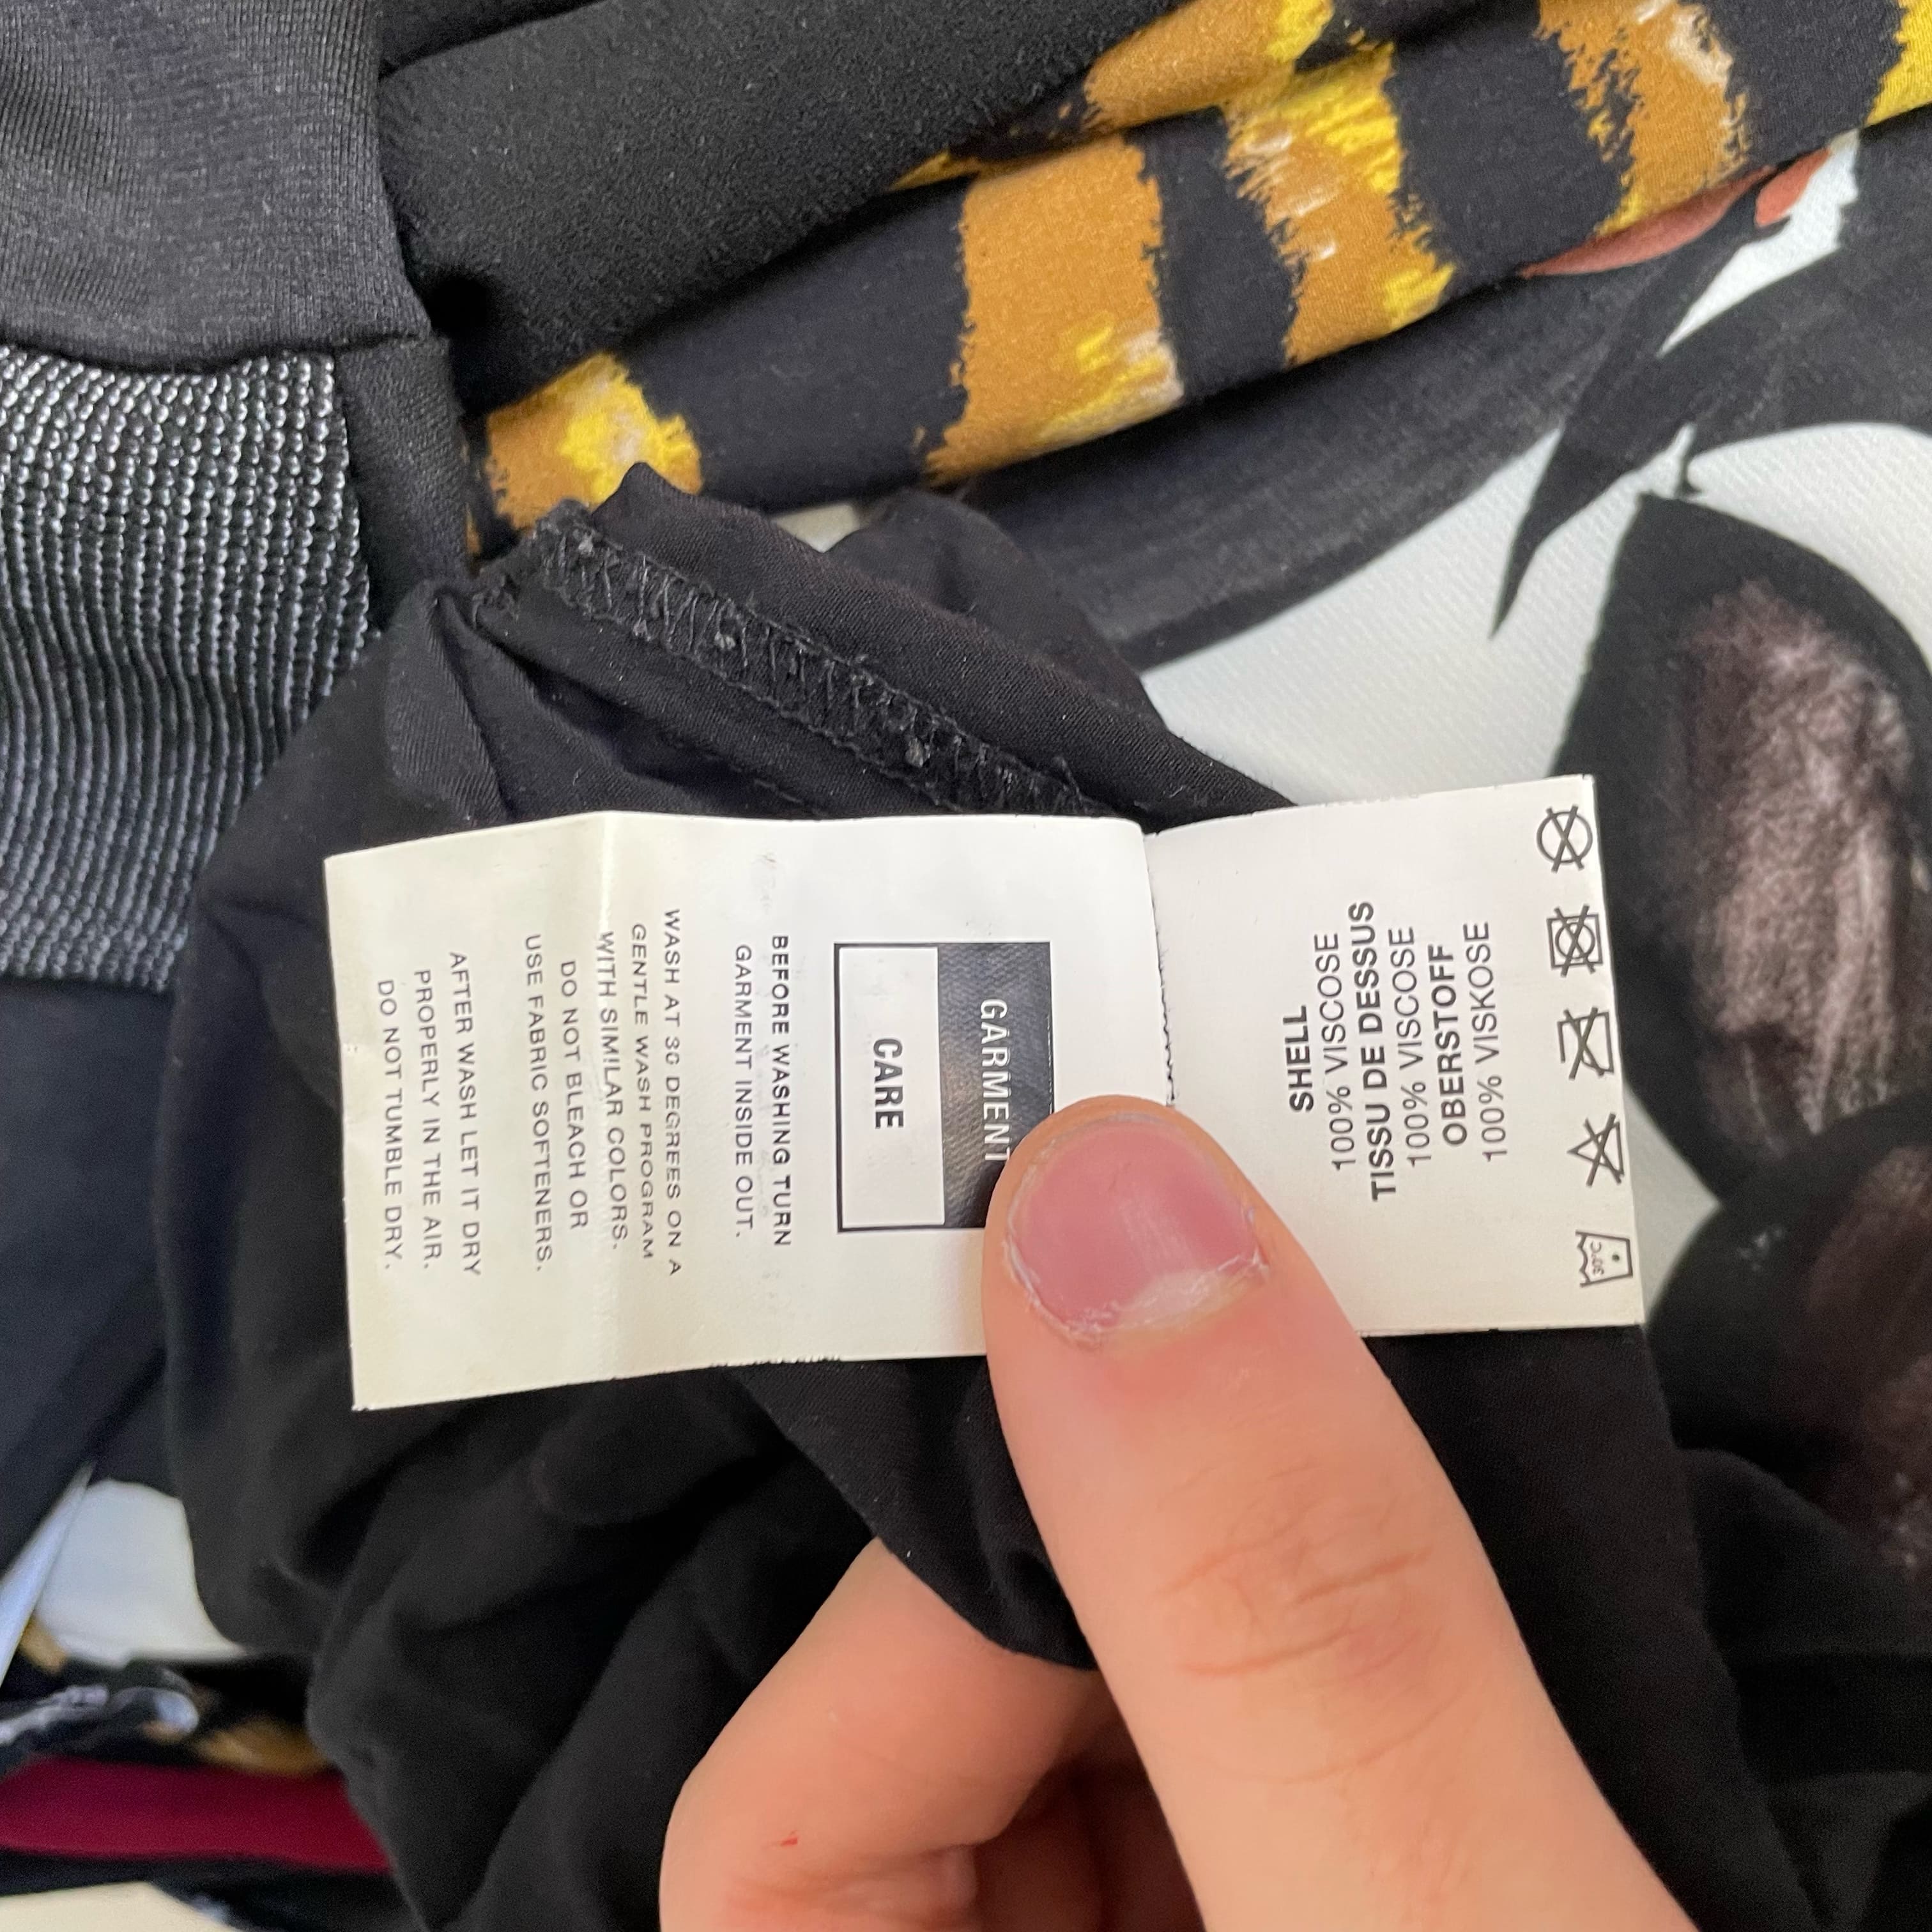 GARMENT
CARE
BEFORE WASHING TURN
GARMENT INSIDE OUT.
WASH AT 30 DEGREES ON A
GENTLE WASH PROGRAM
WITH SIMILAR COLORS.
DO NOT BLEACH OR
USE FABRIC SOFTENERS.
AFTER WASH LET IT DRY
PROPERLY IN THE AIR.
DO NOT TUMBLE DRY.
SHELL
100% VISCOSE
TISSU DE DESSUS
100% VISCOSE
OBERSTOFF
100% VISKOSE
30°C